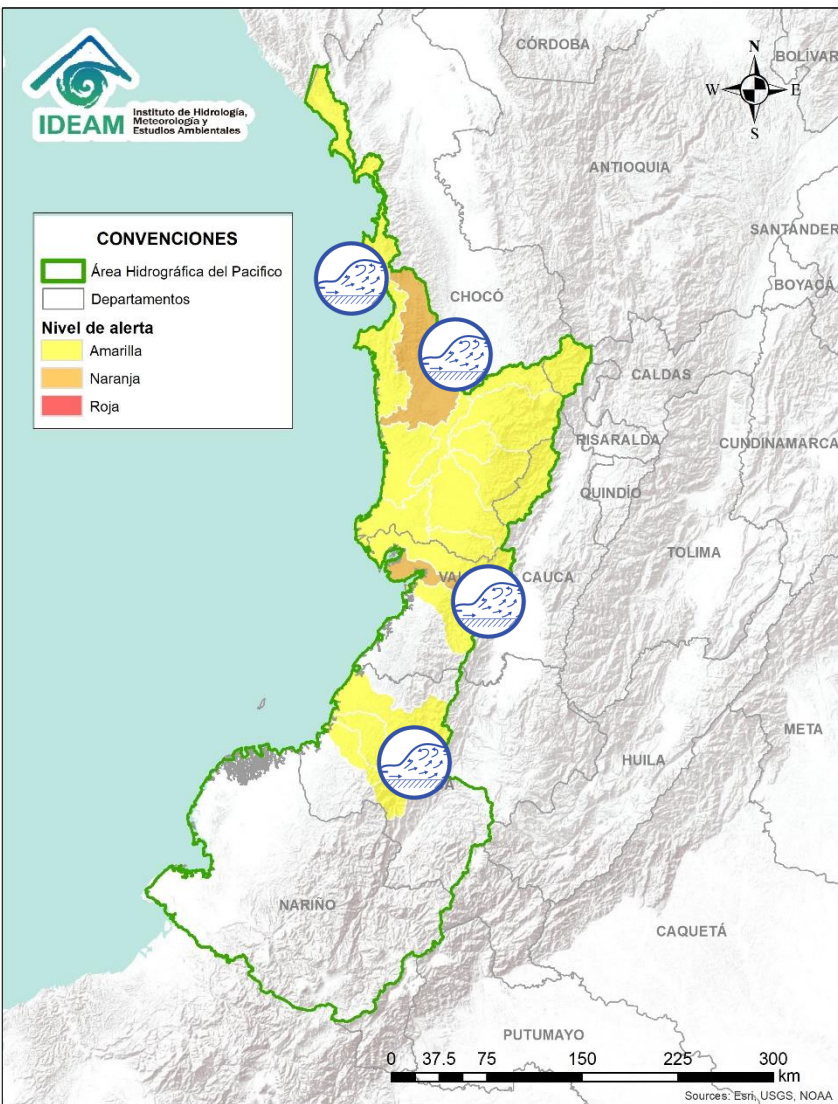 IDEAM
Instituto de Hidrología,
Meteorología y
Estudios Ambientales
CÓRDOBA
BOLÍVAR
N
W
E
S
ANTIOQUIA
SANTANDER
BOYACÁ
CONVENCIONES
Área Hidrográfica del Pacifico
Departamentos
Nivel de alerta
Amarilla
Naranja
Roja
CHOCÓ
CALDAS
RISARALDA
CUNDINAMARCA
QUINDÍO
TOLIMA
CAUCA
META
HUILA
NARIÑO
CAQUETÁ
PUTUMAYO
0 37.5 75 150 225 300
km
Sources: Esri, USGS, NOAA